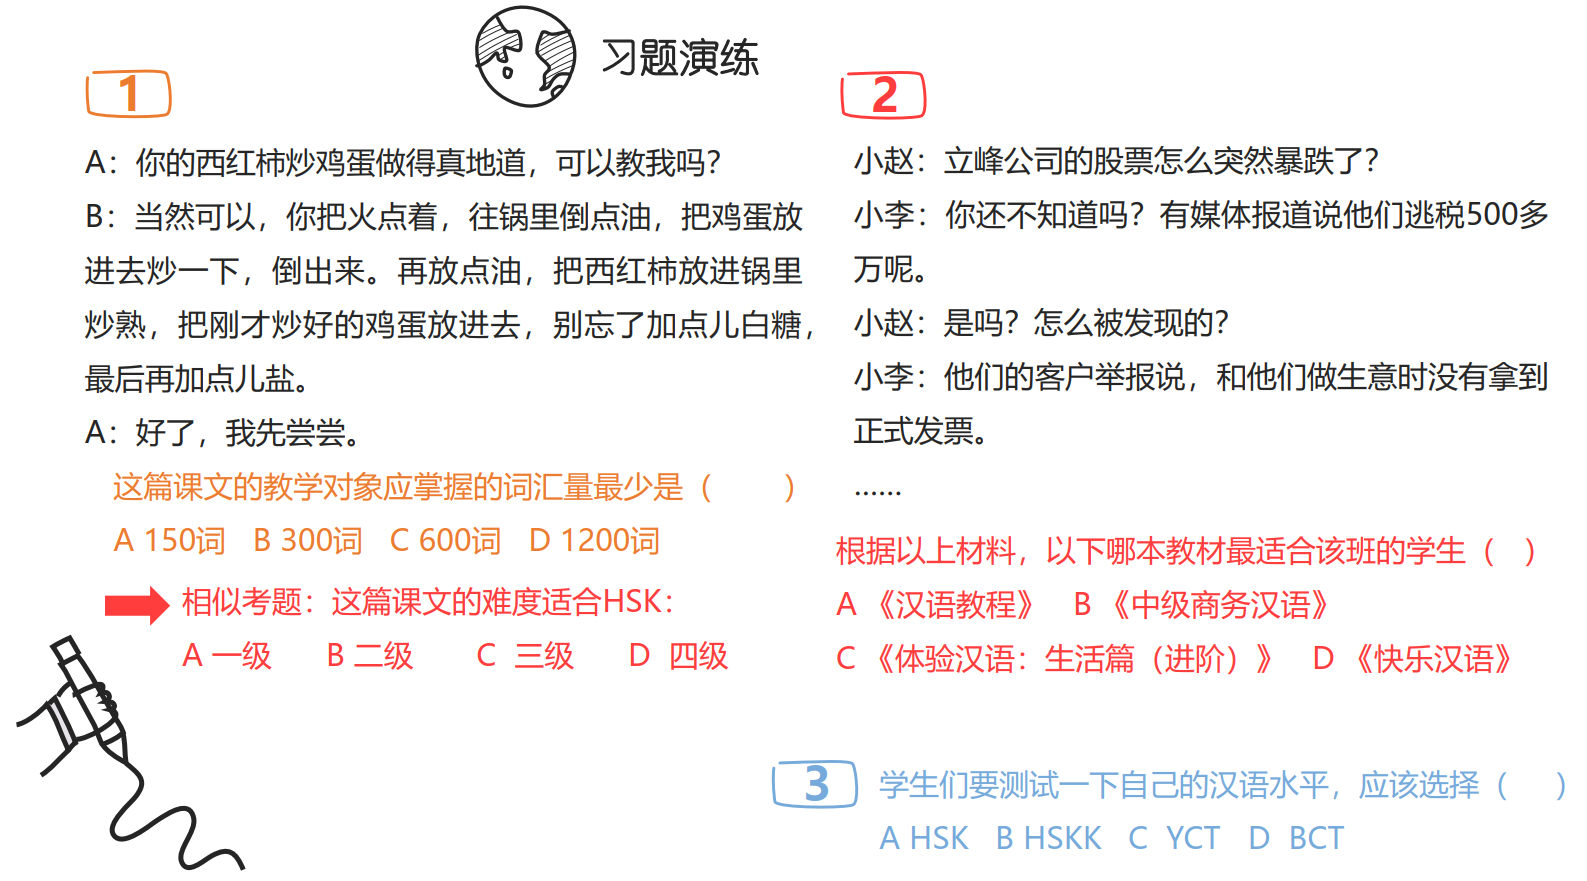 习题演练
1
A：你的西红柿炒鸡蛋做得真地道，可以教我吗？
B：当然可以，你把火点着，往锅里倒点油，把鸡蛋放
进去炒一下，倒出来。再放点油，把西红柿放进锅里
炒熟，把刚才炒好的鸡蛋放进去，别忘了加点儿白糖，
最后再加点儿盐。
A：好了，我先尝尝。
这篇课文的教学对象应掌握的词汇量最少是（ ）
A 150词 B 300词 C 600词 D 1200词
相似考题：这篇课文的难度适合HSK：
A 一级 B 二级 C 三级 D 四级
2
小赵：立峰公司的股票怎么突然暴跌了？
小李：你还不知道吗？有媒体报道说他们逃税500多
万呢。
小赵：是吗？怎么被发现的？
小李：他们的客户举报说，和他们做生意时没有拿到
正式发票。
......
根据以上材料，以下哪本教材最适合该班的学生（ ）
A 《汉语教程》 B 《中级商务汉语》
C 《体验汉语：生活篇（进阶）》 D 《快乐汉语》
3
学生们要测试一下自己的汉语水平，应该选择（ ）
A HSK B HSKK C YCT D BCT